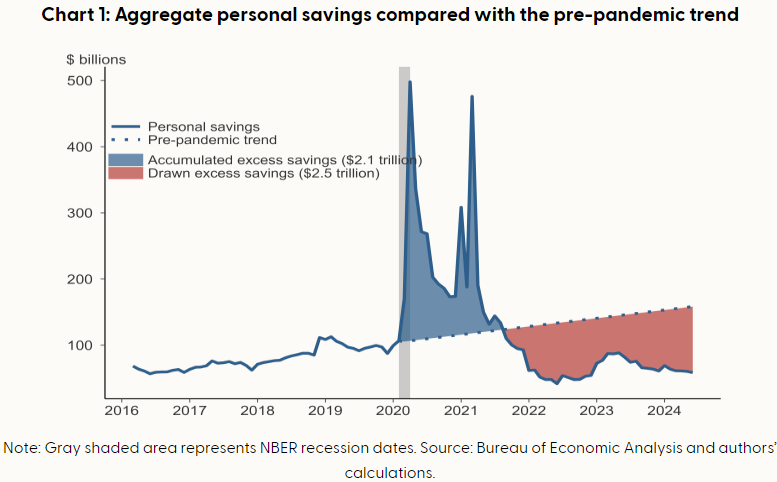 Chart 1: Aggregate personal savings compared with the pre-pandemic trend
$ billions
500
400
300
200
100
Personal savings
Pre-pandemic trend
Accumulated excess savings ($2.1 trillion)
Drawn excess savings ($2.5 trillion)
2016 2017 2018 2019 2020 2021 2022 2023 2024
Note: Gray shaded area represents NBER recession dates. Source: Bureau of Economic Analysis and authors'
calculations.